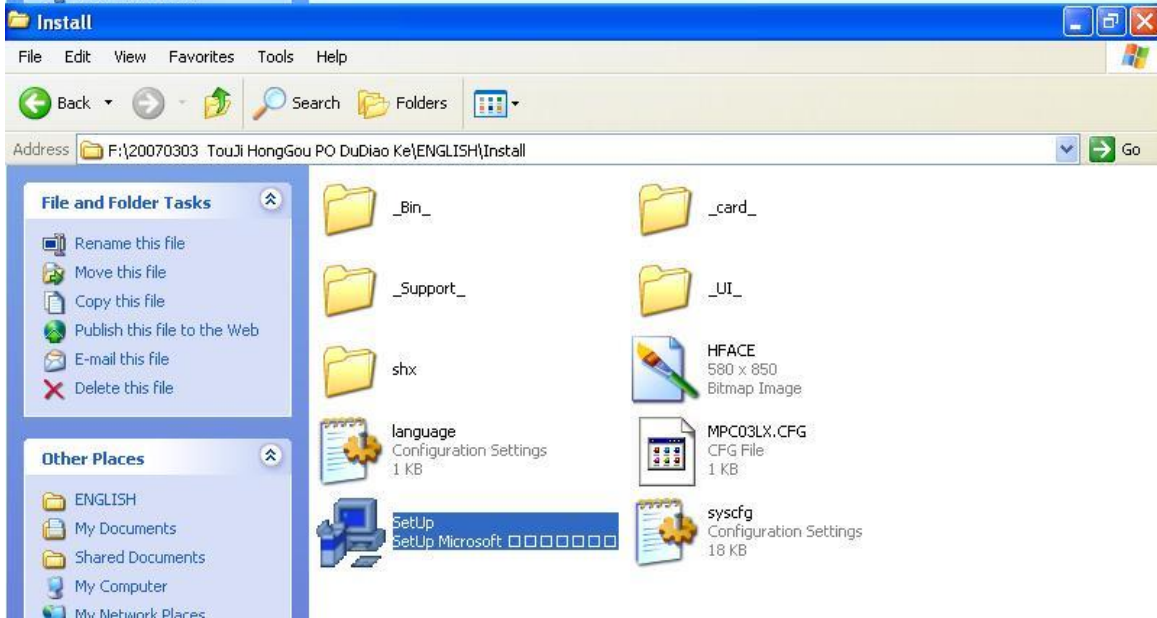 Install
File Edit View Favorites Tools Help
Back Search Folders
Address F:\20070303 TouJi HongGou PO DuDiao Ke\ENGLISH\Install Go
File and Folder Tasks
Rename this file
Move this file
Copy this file
Publish this file to the Web
E-mail this file
Delete this file
Other Places
ENGLISH
My Documents
Shared Documents
My Computer
My Network Places
_Bin_
_card_
_Support_
_UI_
shx
HFACE
580 x 850
Bitmap Image
language
Configuration Settings
1 KB
MPC03LX.CFG
CFG File
1 KB
SetUp
SetUp Microsoft □□□□□□□
syscfg
Configuration Settings
18 KB